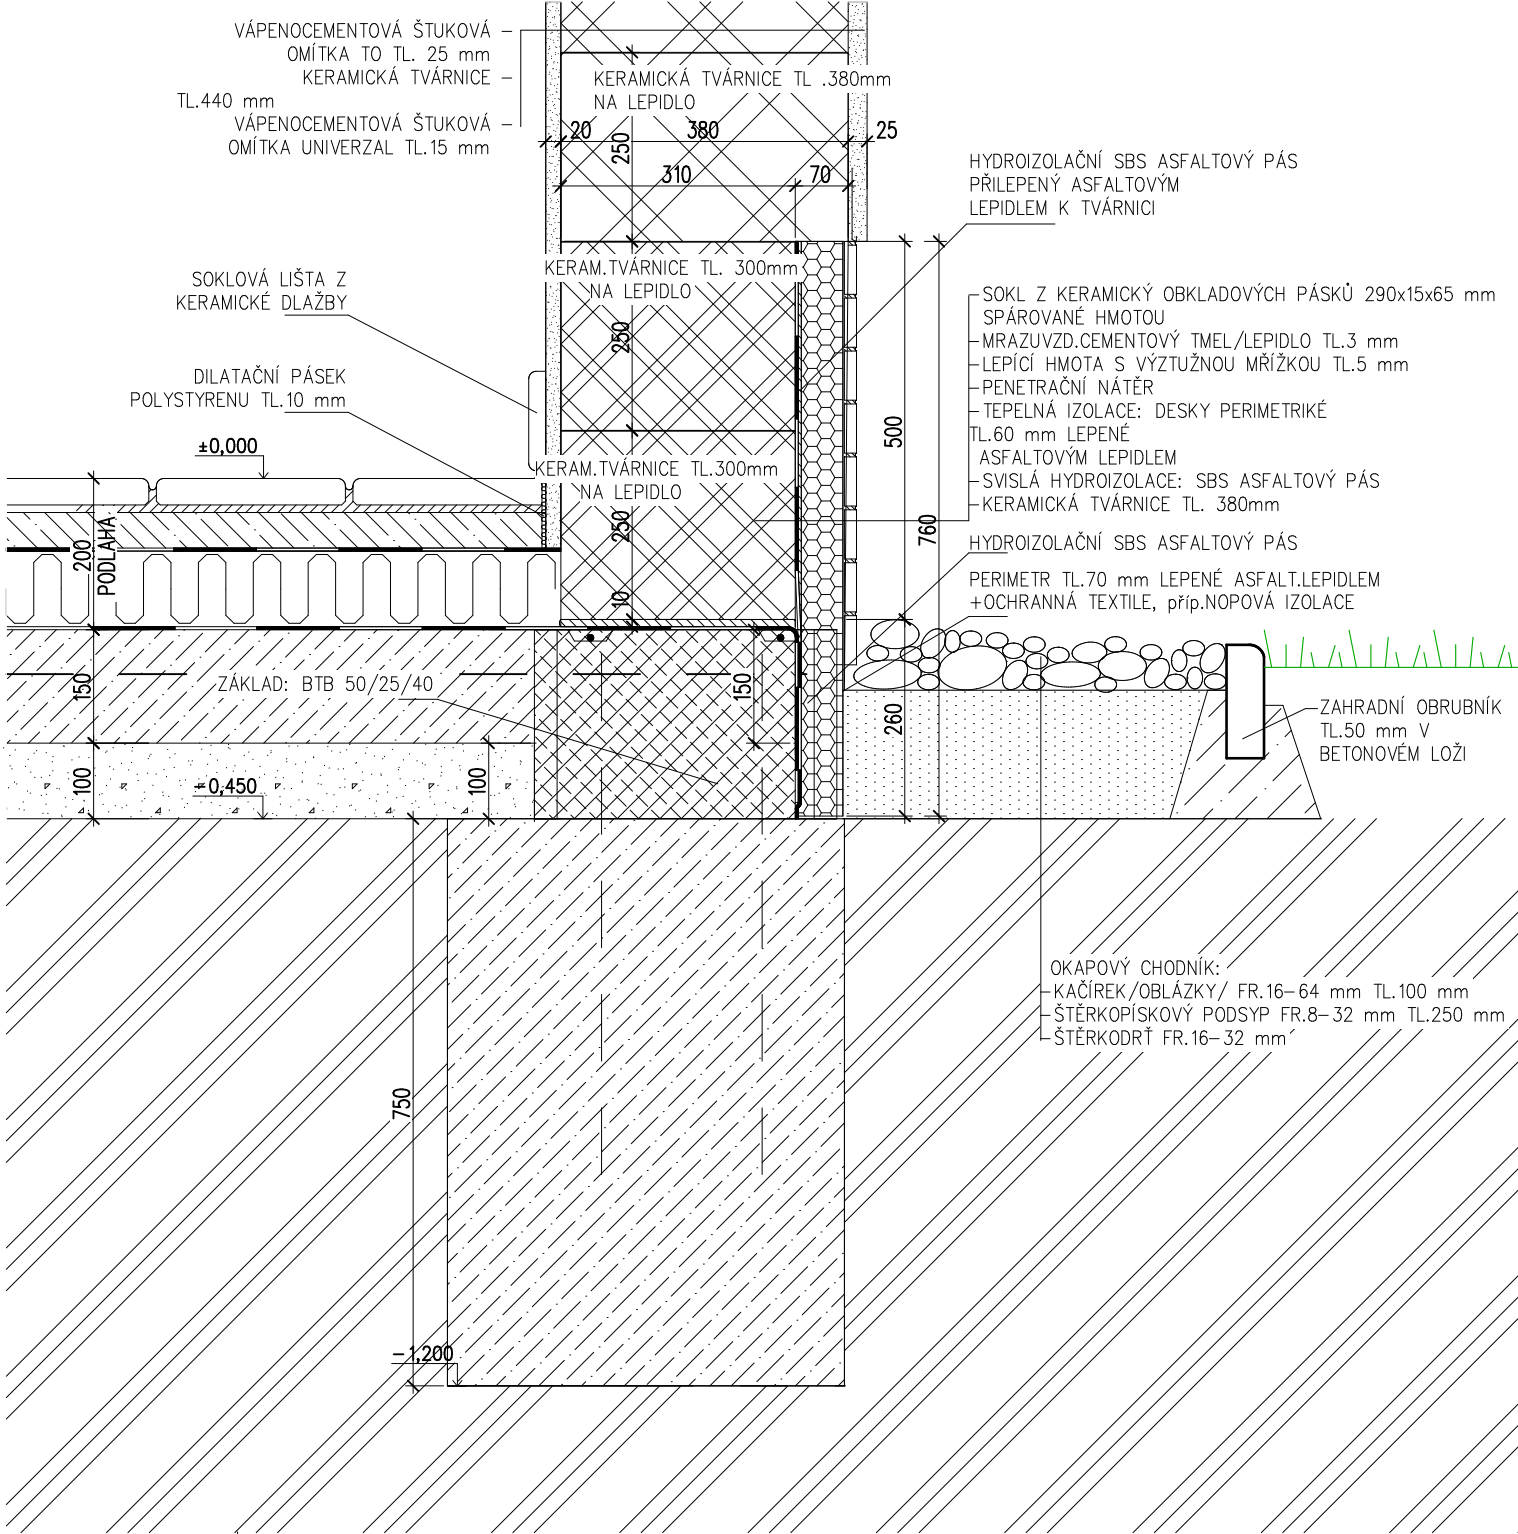 VÁPENOCEMENTOVÁ ŠTUKOVÁ
OMÍTKA TO TL. 25 mm
KERAMICKÁ TVÁRNICE
TL.440 mm
VÁPENOCEMENTOVÁ ŠTUKOVÁ
OMÍTKA UNIVERZAL TL.15 mm
KERAMICKÁ TVÁRNICE TL .380mm
NA LEPIDLO
20
380
25
250
310
70
HYDROIZOLAČNÍ SBS ASFALTOVÝ PÁS
PŘILEPENÝ ASFALTOVÝM
LEPIDLEM K TVÁRNICI
KERAM.TVÁRNICE TL. 300mm
NA LEPIDLO
250
SOKLOVÁ LIŠTA Z
KERAMICKÉ DLAŽBY
DILATAČNÍ PÁSEK
POLYSTYRENU TL.10 mm
SOKL Z KERAMICKÝ OBKLADOVÝCH PÁSKŮ 290x15x65 mm
SPÁROVANÉ HMOTOU
MRAZUVZD.CEMENTOVÝ TMEL/LEPIDLO TL.3 mm
LEPÍCÍ HMOTA S VÝZTUŽNOU MŘÍŽKOU TL.5 mm
PENETRAČNÍ NÁTĚR
TEPELNÁ IZOLACE: DESKY PERIMETRIKÉ
TL.60 mm LEPENÉ
ASFALTOVÝM LEPIDLEM
SVISLÁ HYDROIZOLACE: SBS ASFALTOVÝ PÁS
KERAMICKÁ TVÁRNICE TL. 380mm
500
760
±0,000
KERAM.TVÁRNICE TL.300mm
NA LEPIDLO
250
10
200
PODLAHA
HYDROIZOLAČNÍ SBS ASFALTOVÝ PÁS
PERIMETR TL.70 mm LEPENÉ ASFALT.LEPIDLEM
+OCHRANNÁ TEXTILE, příp.NOPOVÁ IZOLACE
150
ZÁKLAD: BTB 50/25/40
150
260
ZAHRADNÍ OBRUBNÍK
TL.50 mm V
BETONOVÉM LOŽI
100
-0,450
100
OKAPOVÝ CHODNÍK:
KAČÍREK/OBLÁZKY/ FR.16-64 mm TL.100 mm
ŠTĚRKOPÍSKOVÝ PODSYP FR.8-32 mm TL.250 mm
ŠTĚRKODRŤ FR.16-32 mm
750
-1,200